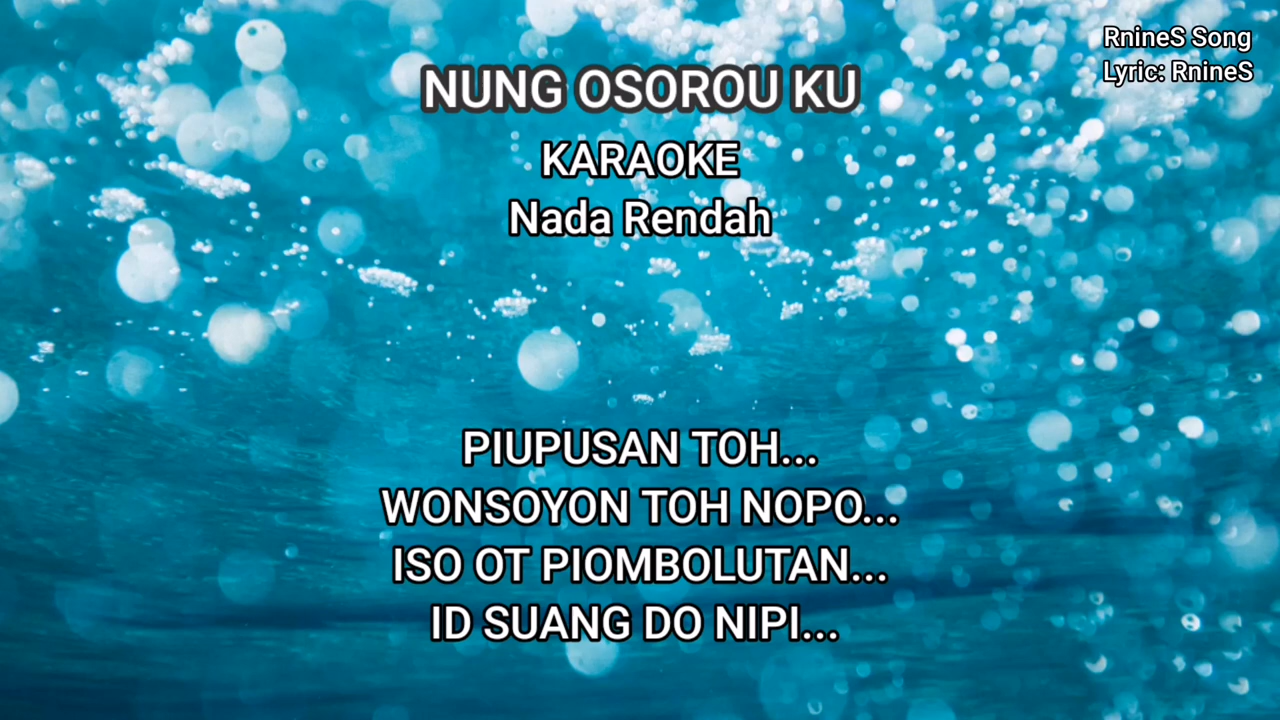 RnineS Song
Lyric: RnineS
NUNG OSOROU KU
KARAOKE
Nada Rendah
PIUPUSAN TOH...
WONSOYON TOH NOPO...
ISO OT PIOMBOLUTAN...
ID SUANG DO NIPI...